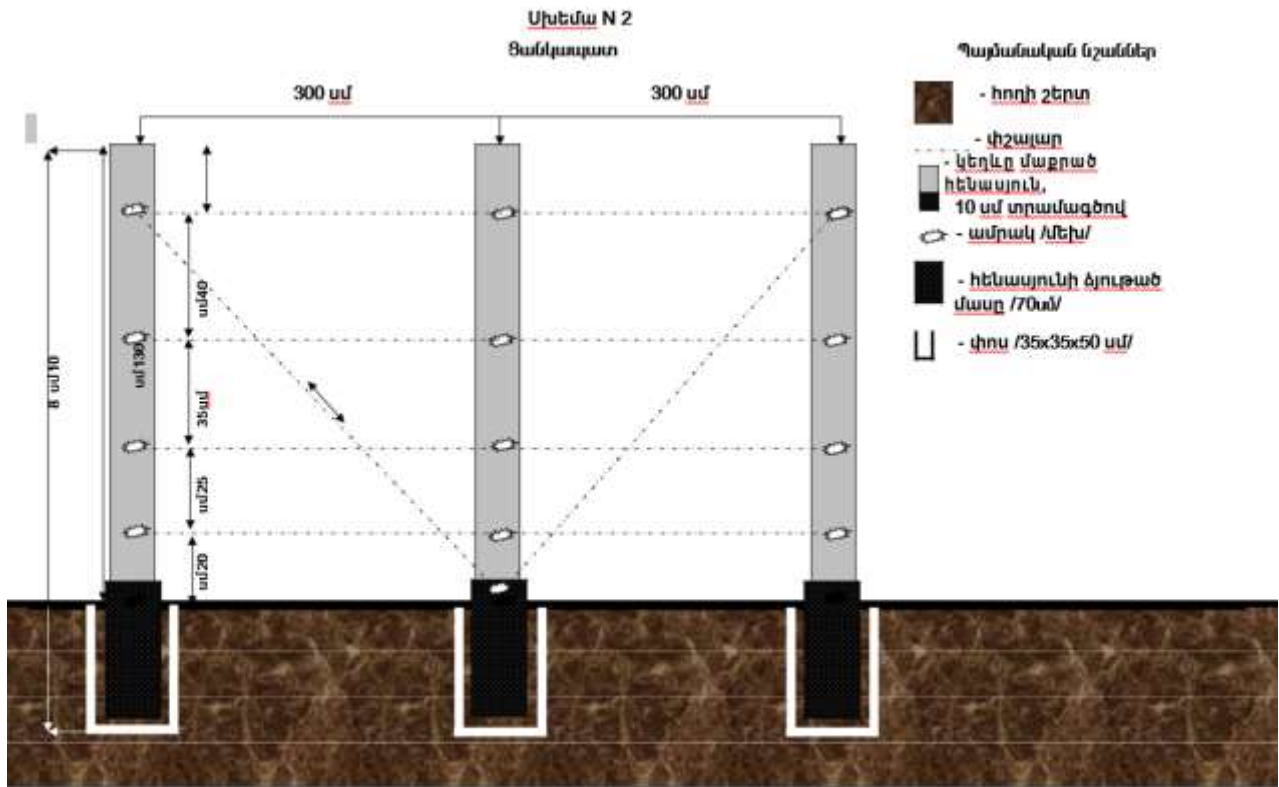 Սխեմա N 2
Ցանկապատ
Պայմանական նշաններ
300 սմ
300 սմ
- հողի շերտ
- փշալար
- կեղևը մաքրած
հենասյուն,
10 սմ տրամագծով
- ամրակ /մեխ/
- հենասյունի ձյութած
մասը /70սմ/
- փոս /35x35x50 սմ/
8 սմ10
սմ130
սմ40
35սմ
սմ25
սմ20